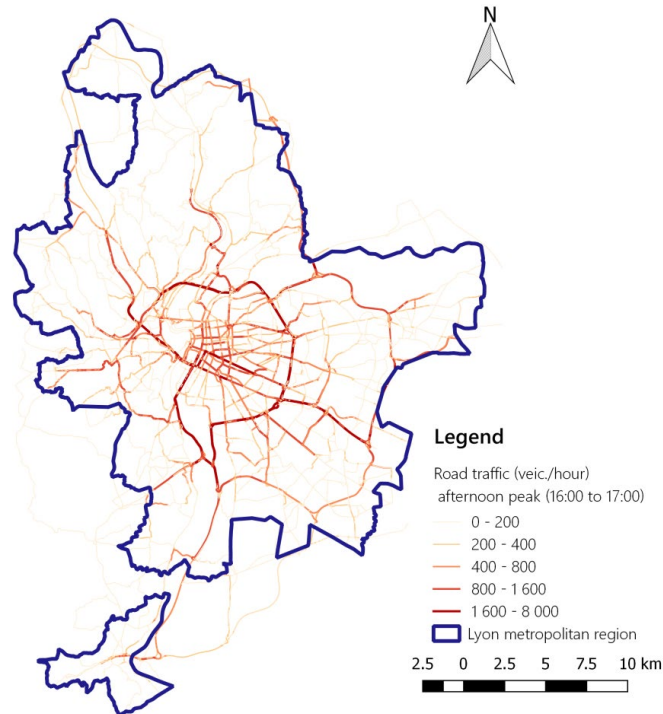 N
Legend
Road traffic (veic./hour)
afternoon peak (16:00 to 17:00)
0 - 200
200 - 400
400 - 800
800 - 1 600
1 600 - 8 000
Lyon metropolitan region
2.5 0 2.5 5 7.5 10 km